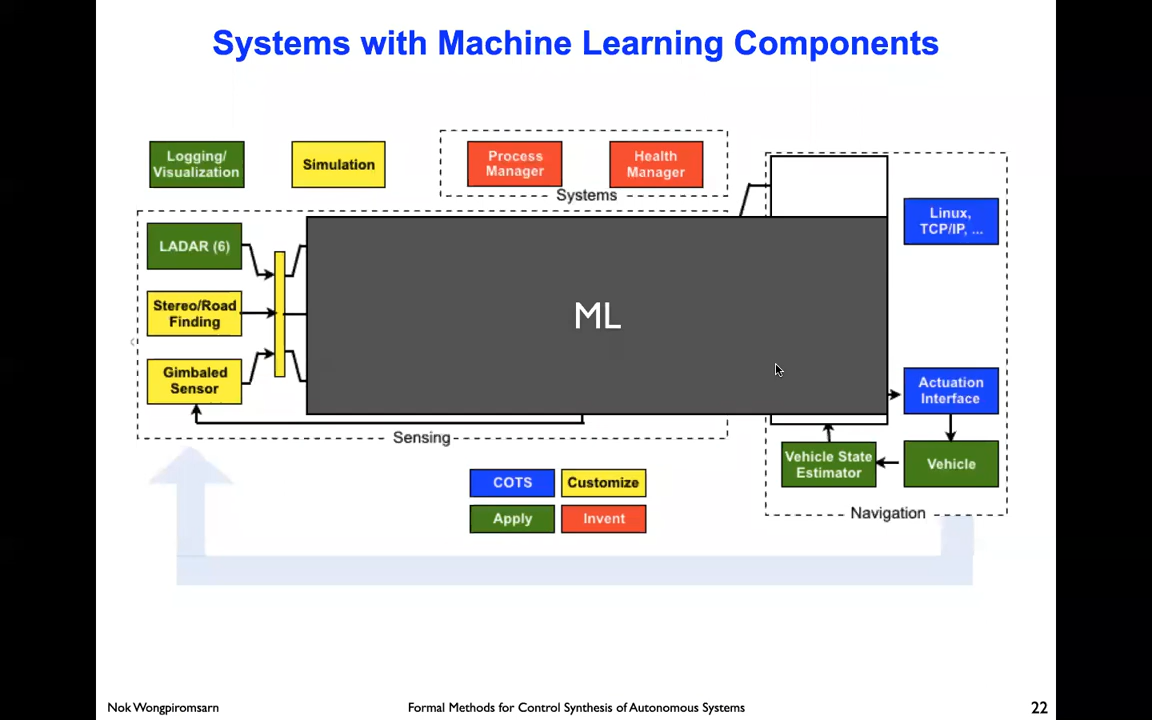 Systems with Machine Learning Components
Logging/
Visualization
Simulation
Process
Manager
Health
Manager
Systems
LADAR (6)
Stereo/Road
Finding
Gimbaled
Sensor
Sensing
ML
Linux,
TCP/IP, ...
Actuation
Interface
Vehicle State
Estimator
Vehicle
Navigation
COTS
Customize
Apply
Invent
Nok Wongpiromsarn
Formal Methods for Control Synthesis of Autonomous Systems
22